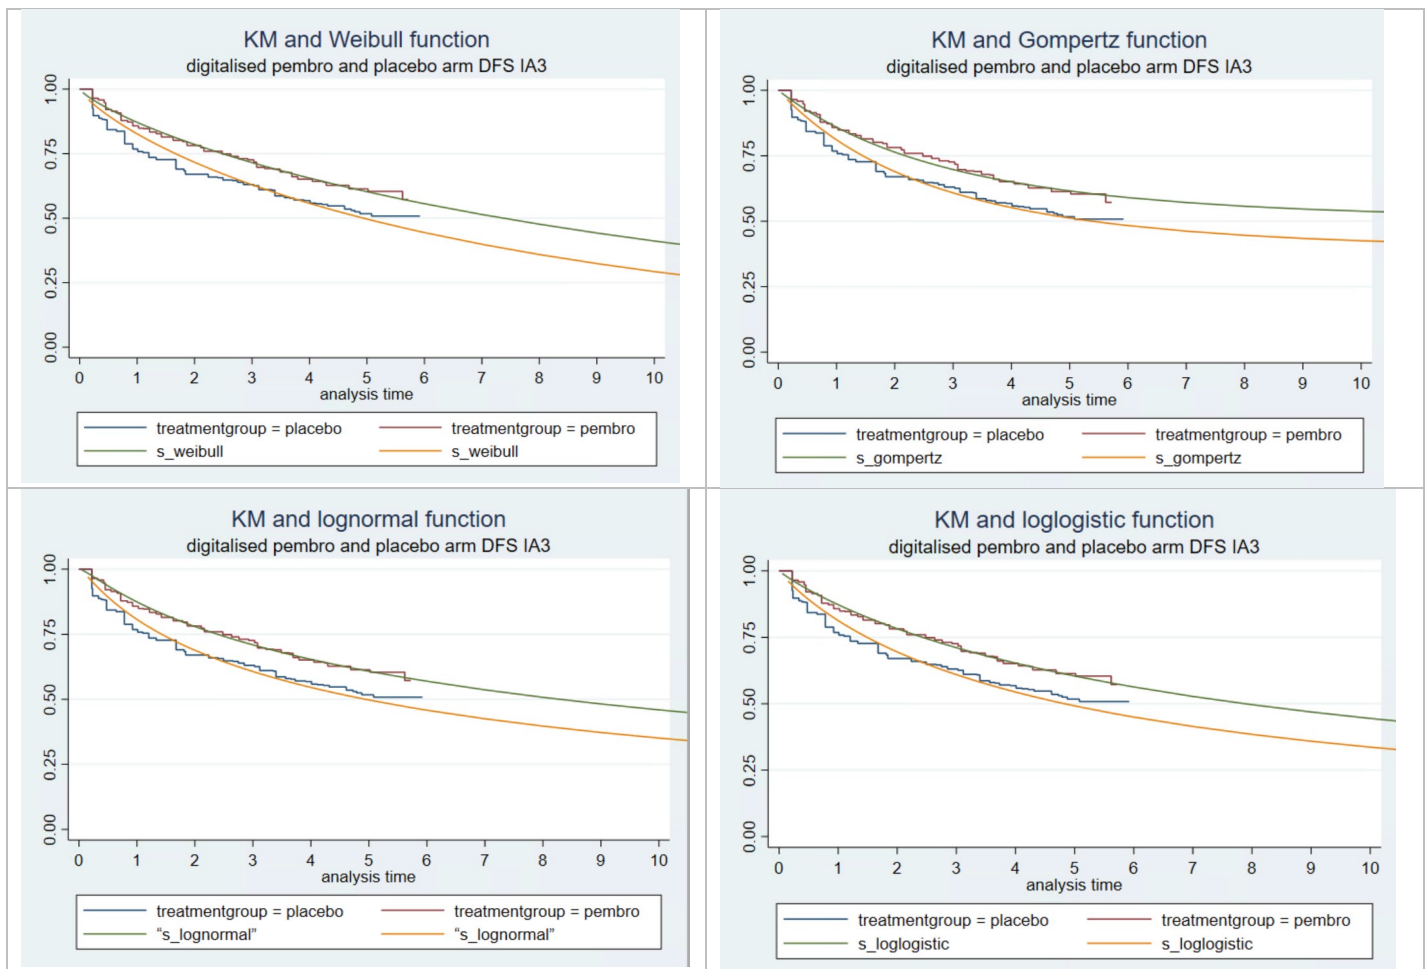 KM and Weibull function
digitalised pembro and placebo arm DFS IA3
1.00
0.75
0.50
0.25
0.00
0 1 2 3 4 5 6 7 8 9 10
analysis time
treatmentgroup = placebo treatmentgroup = pembro
s_weibull s_weibull
KM and Gompertz function
digitalised pembro and placebo arm DFS IA3
1.00
0.75
0.50
0.25
0.00
0 1 2 3 4 5 6 7 8 9 10
analysis time
treatmentgroup = placebo treatmentgroup = pembro
s_gompertz s_gompertz
KM and lognormal function
digitalised pembro and placebo arm DFS IA3
1.00
0.75
0.50
0.25
0.00
0 1 2 3 4 5 6 7 8 9 10
analysis time
treatmentgroup = placebo treatmentgroup = pembro
“s_lognormal” “s_lognormal”
KM and loglogistic function
digitalised pembro and placebo arm DFS IA3
1.00
0.75
0.50
0.25
0.00
0 1 2 3 4 5 6 7 8 9 10
analysis time
treatmentgroup = placebo treatmentgroup = pembro
s_loglogistic s_loglogistic